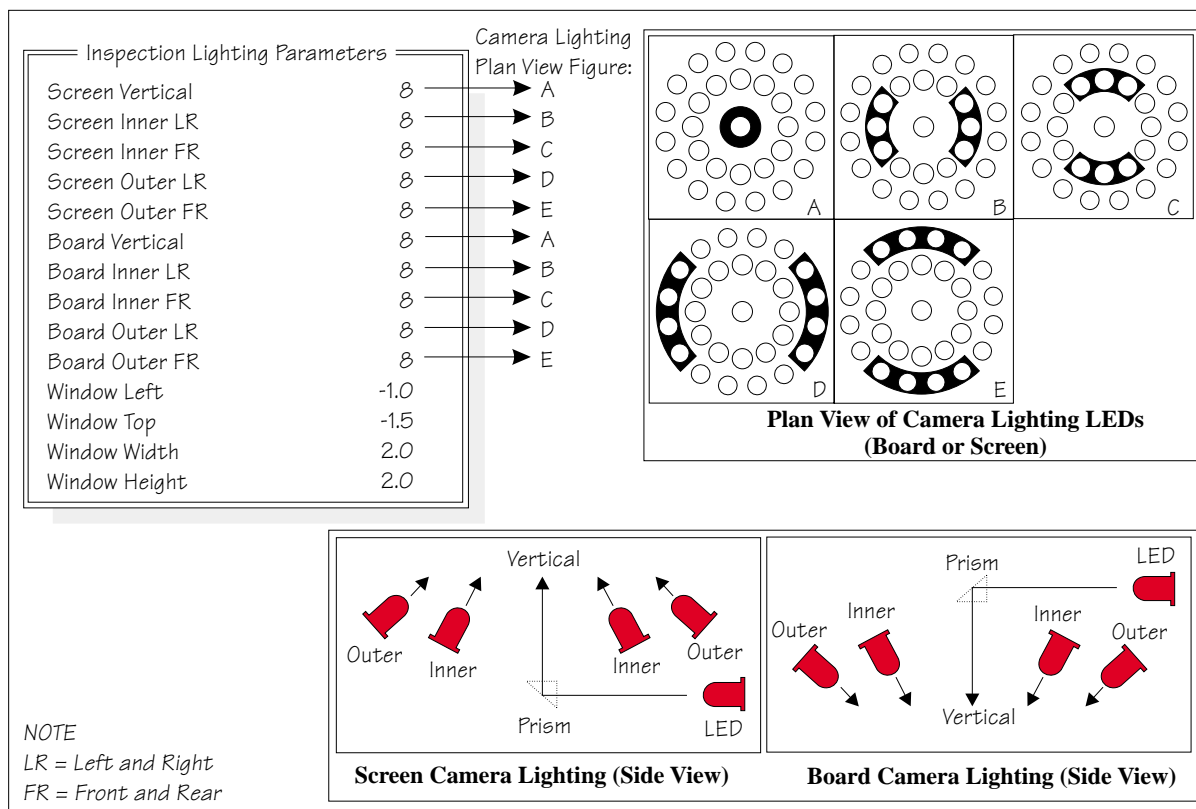 Inspection Lighting Parameters
Screen Vertical 8
Screen Inner LR 8
Screen Inner FR 8
Screen Outer LR 8
Screen Outer FR 8
Board Vertical 8
Board Inner LR 8
Board Inner FR 8
Board Outer LR 8
Board Outer FR 8
Window Left -1.0
Window Top -1.5
Window Width 2.0
Window Height 2.0
Camera Lighting
Plan View Figure:
A
B
C
D
E
A
B
C
D
E
A
B
C
D
E
Plan View of Camera Lighting LEDs
(Board or Screen)
Vertical
Outer
Inner
Inner
Outer
Prism
LED
Screen Camera Lighting (Side View)
LED
Prism
Inner
Inner
Outer
Outer
Vertical
Board Camera Lighting (Side View)
NOTE
LR = Left and Right
FR = Front and Rear